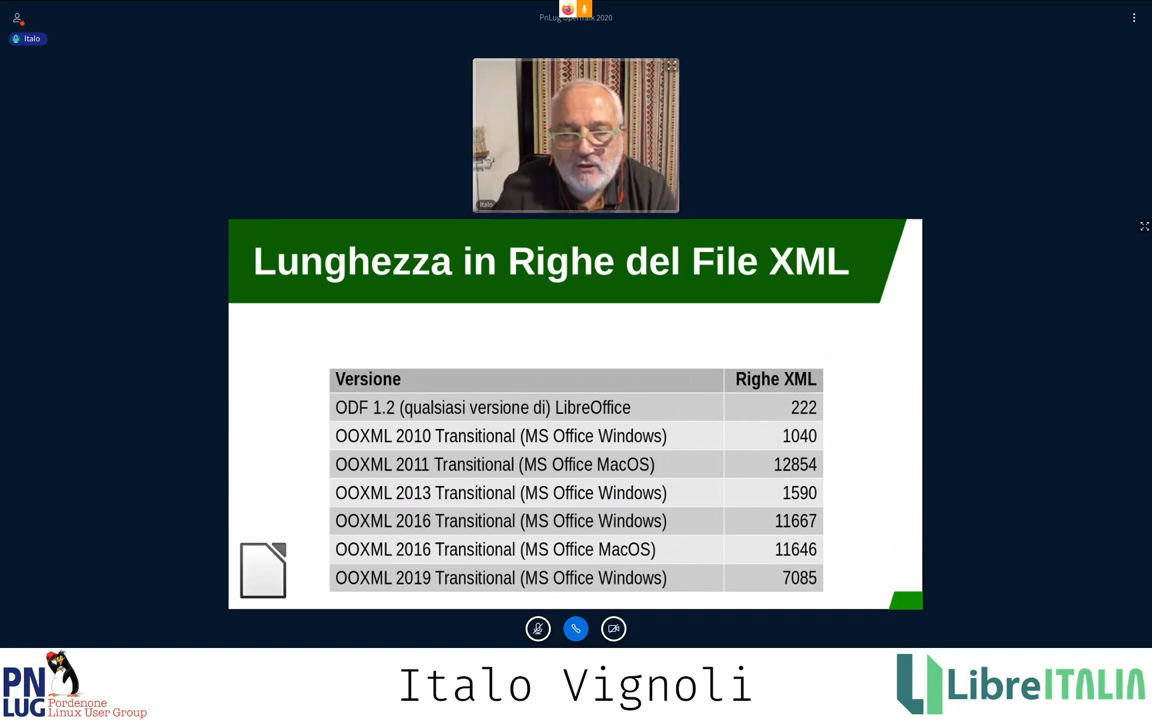 PnLug OpenTalk 2020
Italo
Italo
Lunghezza in Righe del File XML
Versione Righe XML
ODF 1.2 (qualsiasi versione di) LibreOffice 222
OOXML 2010 Transitional (MS Office Windows) 1040
OOXML 2011 Transitional (MS Office MacOS) 12854
OOXML 2013 Transitional (MS Office Windows) 1590
OOXML 2016 Transitional (MS Office Windows) 11667
OOXML 2016 Transitional (MS Office MacOS) 11646
OOXML 2019 Transitional (MS Office Windows) 7085
PN
LUG
Pordenone
Linux User Group
Italo Vignoli
LibreITALIA